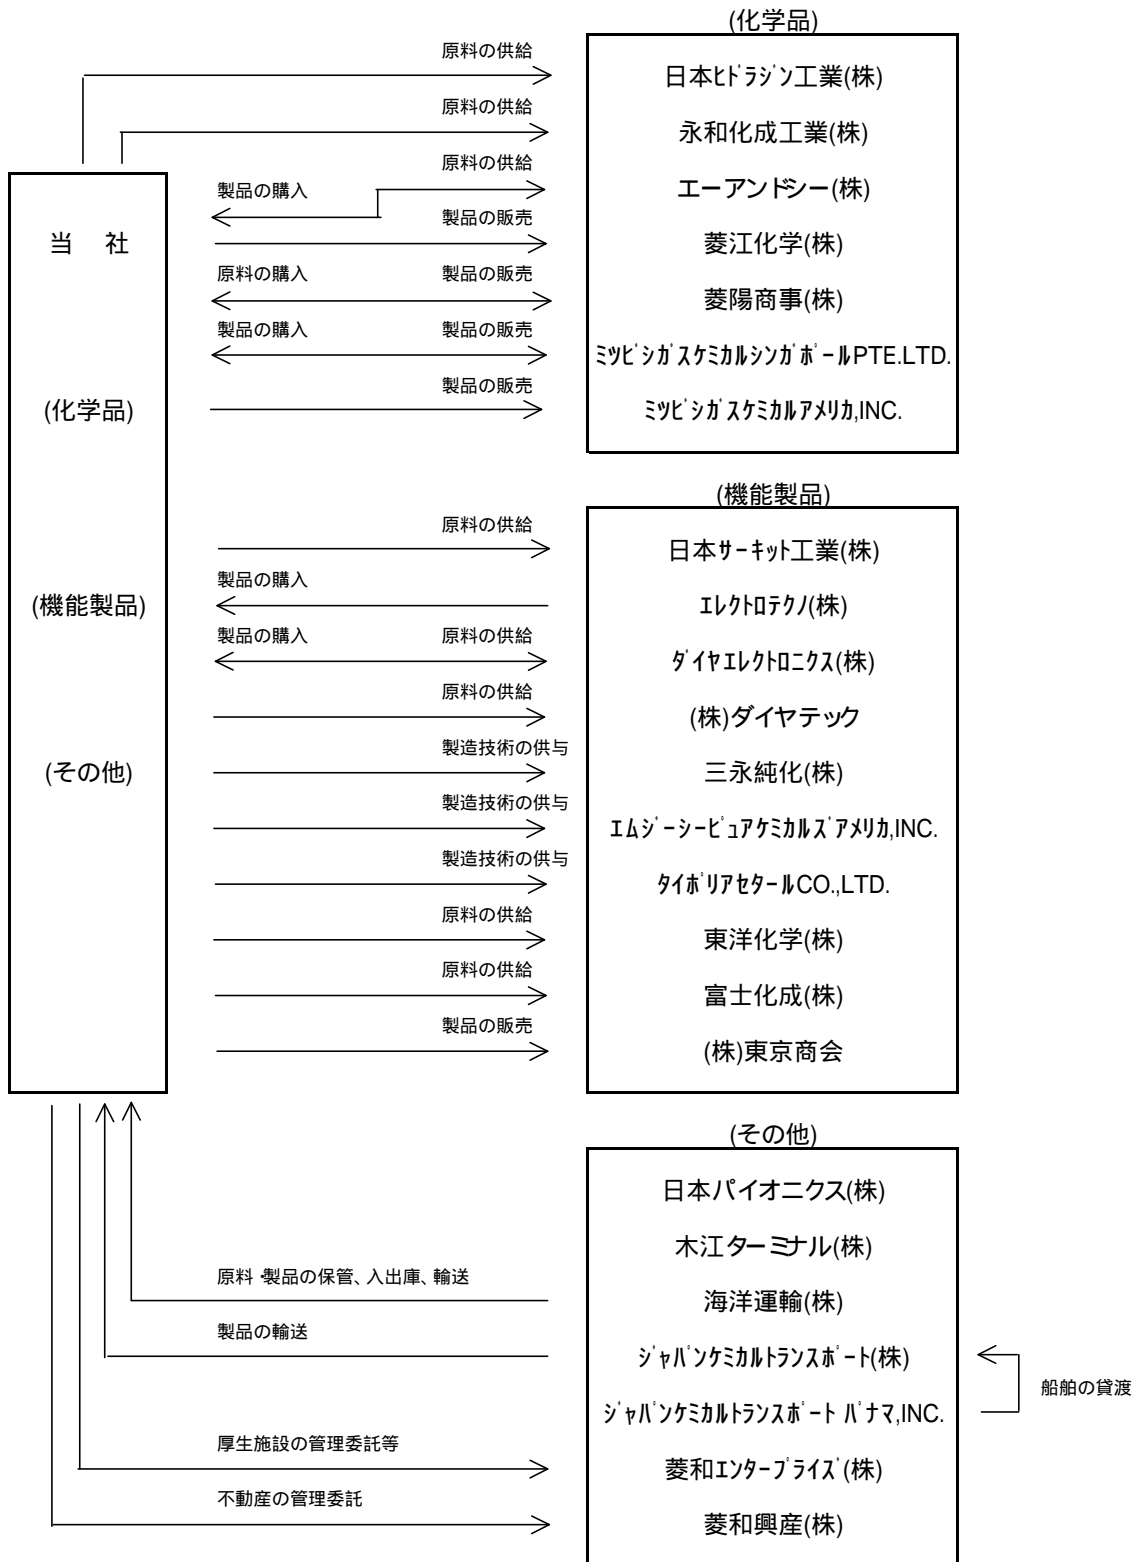 (化学品)
原料の供給
日本ﾋﾄﾞﾗｼﾞﾝ工業(株)
原料の供給
永和化成工業(株)
原料の供給
製品の購入
エーアンドシー(株)
製品の販売
当　社
菱江化学(株)
原料の購入
製品の販売
菱陽商事(株)
製品の購入
製品の販売
ﾐﾂﾋﾞｼｶﾞｽｹﾐｶﾙｼﾝｶﾞﾎﾟｰﾙPTE.LTD.
製品の販売
(化学品)
ﾐﾂﾋﾞｼｶﾞｽｹﾐｶﾙｱﾒﾘｶ,INC.
(機能製品)
原料の供給
日本ｻｰｷｯﾄ工業(株)
製品の購入
(機能製品)
ｴﾚｸﾄﾛﾃｸﾉ(株)
製品の購入
原料の供給
ﾀﾞｲﾔｴﾚｸﾄﾛﾆｸｽ(株)
原料の供給
(株)ダイヤテック
製造技術の供与
(その他)
三永純化(株)
製造技術の供与
ｴﾑｼﾞｰｼｰﾋﾟｭｱｹﾐｶﾙｽﾞｱﾒﾘｶ,INC.
製造技術の供与
ﾀｲﾎﾟﾘｱｾﾀｰﾙCO.,LTD.
原料の供給
東洋化学(株)
原料の供給
富士化成(株)
製品の販売
(株)東京商会
(その他)
日本パイオニクス(株)
木江ターミナル(株)
原料・製品の保管、入出庫、輸送
海洋運輸(株)
製品の輸送
ｼﾞｬﾊﾟﾝｹﾐｶﾙﾄﾗﾝｽﾎﾟｰﾄ(株)
船舶の貸渡
ｼﾞｬﾊﾟﾝｹﾐｶﾙﾄﾗﾝｽﾎﾟｰﾄ ﾊﾟﾅﾏ,INC.
厚生施設の管理委託等
菱和ｴﾝﾀｰﾌﾟﾗｲｽﾞ(株)
不動産の管理委託
菱和興産(株)